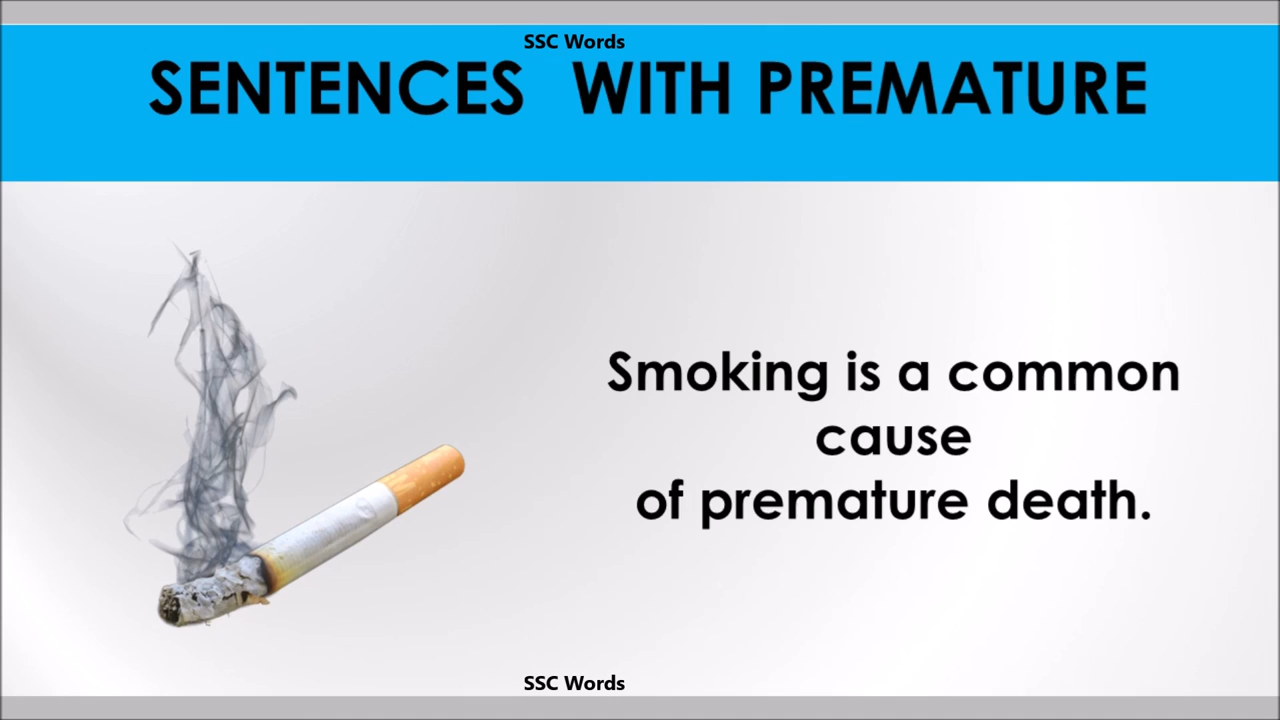 SSC Words
SENTENCES WITH PREMATURE
Smoking is a common
cause
of premature death.
SSC Words